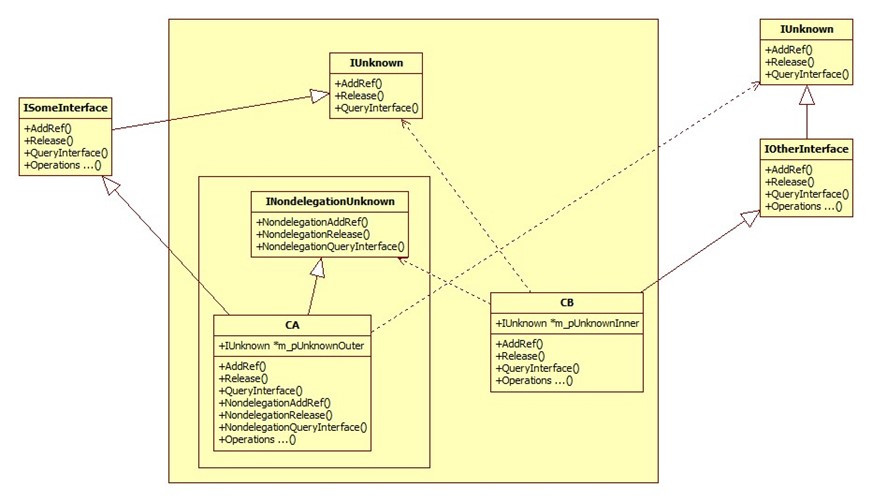 IUnknown
+AddRef()
+Release()
+QueryInterface()
IUnknown
+AddRef()
+Release()
+QueryInterface()
ISomeInterface
+AddRef()
+Release()
+QueryInterface()
+Operations ...()
IOtherInterface
+AddRef()
+Release()
+QueryInterface()
+Operations ...()
INondelegationUnknown
+NondelegationAddRef()
+NondelegationRelease()
+NondelegationQueryInterface()
CB
+IUnknown *m_pUnknownInner
+AddRef()
+Release()
+QueryInterface()
+Operations ...()
CA
+IUnknown *m_pUnknownOuter
+AddRef()
+Release()
+QueryInterface()
+NondelegationAddRef()
+NondelegationRelease()
+NondelegationQueryInterface()
+Operations ...()